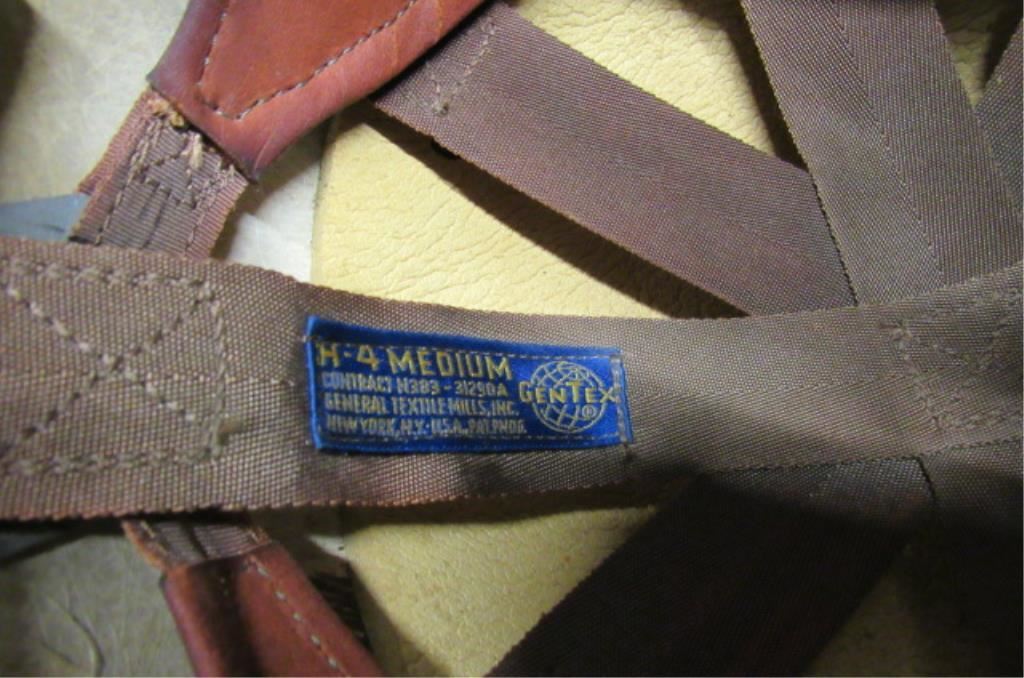 H-4 MEDIUM
CONTRACT N383-31290A
GENERAL TEXTILE MILLS, INC.
NEW YORK, N.Y. U.S.A., PAT. PNDG.
GENTEX ®